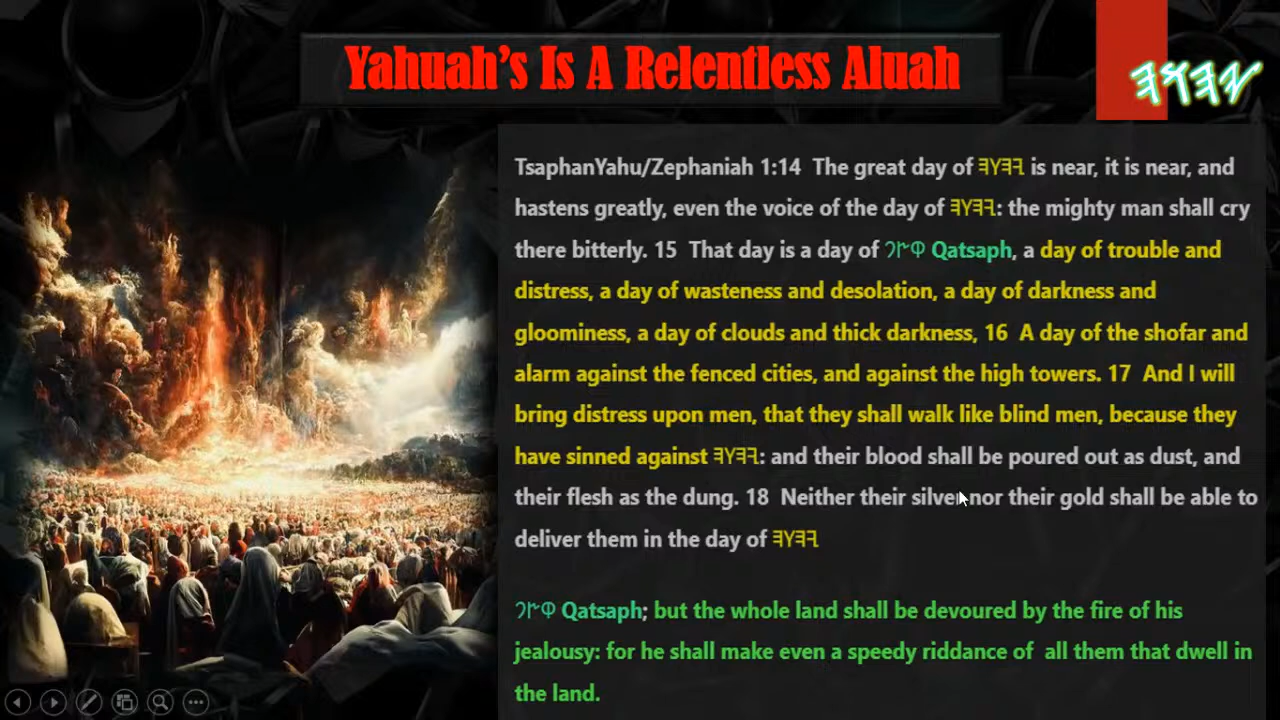 Yahuah's Is A Relentless Aluah
𐤉𐤄𐤅𐤄
TsaphanYahu/Zephaniah 1:14 The great day of 𐤉𐤄𐤅𐤄 is near, it is near, and
hastens greatly, even the voice of the day of 𐤉𐤄𐤅𐤄: the mighty man shall cry
there bitterly. 15 That day is a day of 𐤒𐤑𐤐 Qatsaph, a day of trouble and
distress, a day of wasteness and desolation, a day of darkness and
gloominess, a day of clouds and thick darkness, 16 A day of the shofar and
alarm against the fenced cities, and against the high towers. 17 And I will
bring distress upon men, that they shall walk like blind men, because they
have sinned against 𐤉𐤄𐤅𐤄: and their blood shall be poured out as dust, and
their flesh as the dung. 18 Neither their silver nor their gold shall be able to
deliver them in the day of 𐤉𐤄𐤅𐤄
𐤒𐤑𐤐 Qatsaph; but the whole land shall be devoured by the fire of his
jealousy: for he shall make even a speedy riddance of all them that dwell in
the land.